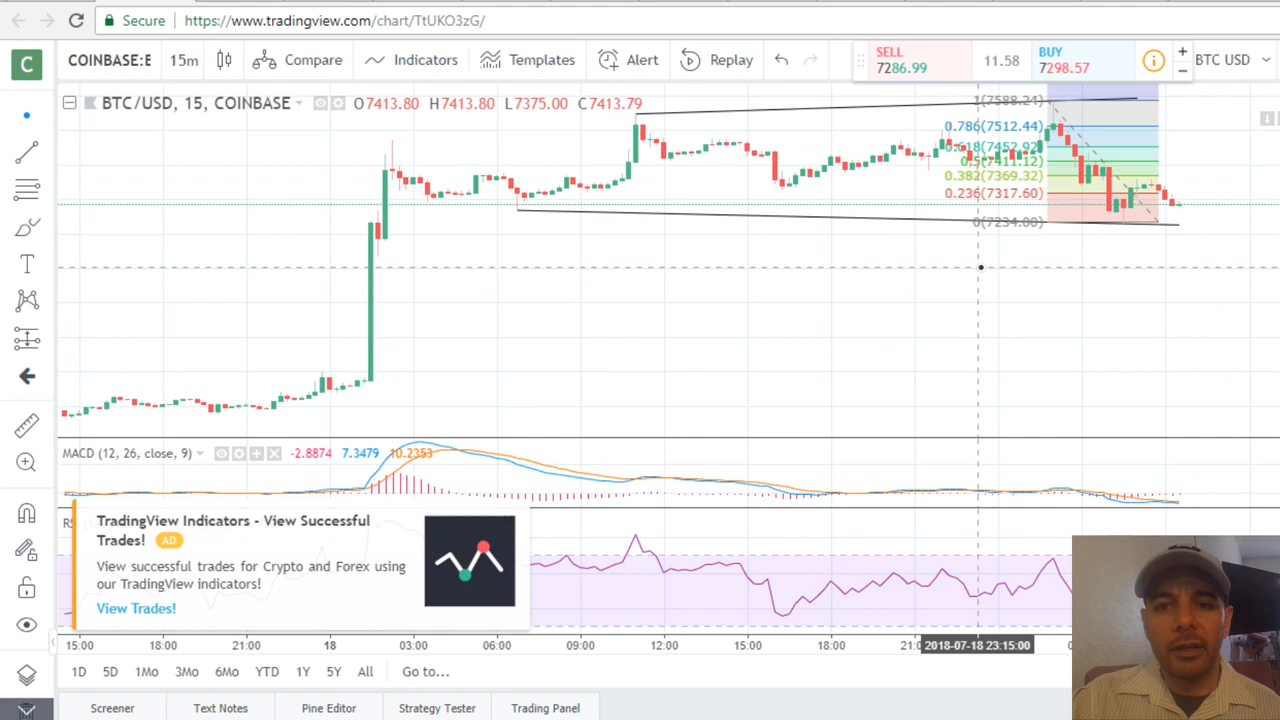 Secure https://www.tradingview.com/chart/TtUKO3zG/
C COINBASE:E 15m Compare Indicators Templates Alert Replay SELL 7286.99 11.58 BUY 7298.57 + − BTC USD
BTC/USD, 15, COINBASE O7413.80 H7413.80 L7375.00 C7413.79
1(7588.24)
0.786(7512.44)
0.618(7452.92)
0.5(7411.12)
0.382(7369.32)
0.236(7317.60)
0(7234.00)
T
MACD (12, 26, close, 9) -2.8874 7.3479 10.2353
TradingView Indicators - View Successful
Trades! AD
View successful trades for Crypto and Forex using
our TradingView indicators!
View Trades!
15:00 18:00 21:00 18 03:00 06:00 09:00 12:00 15:00 18:00 2018-07-18 23:15:00
1D 5D 1Mo 3Mo 6Mo YTD 1Y 5Y All Go to...
Screener Text Notes Pine Editor Strategy Tester Trading Panel